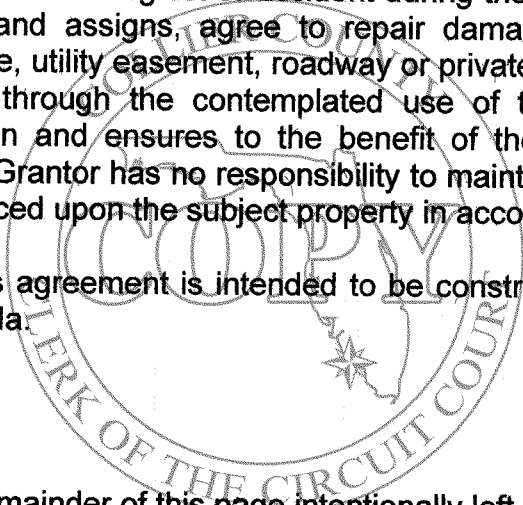 and assigns, agree to repair dama
e, utility easement, roadway or private
through the contemplated use of t
n and ensures to the benefit of the
Grantor has no responsibility to maint
ced upon the subject property in acco
s agreement is intended to be constr
da.
mainder of this page intentionally left
COLLIER COUNTY
COPY
CLERK OF THE CIRCUIT COURT